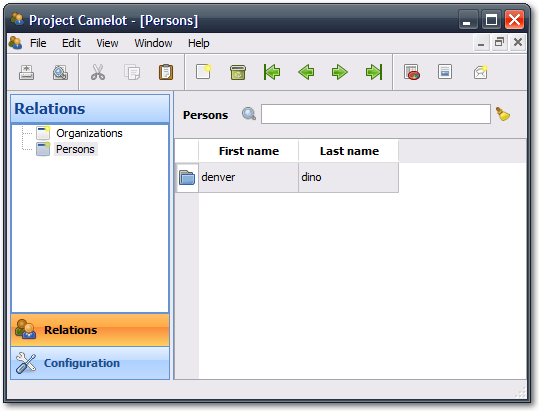 Project Camelot - [Persons]
File Edit View Window Help
Relations
Organizations
Persons
Relations
Configuration
Persons
First name Last name
denver dino